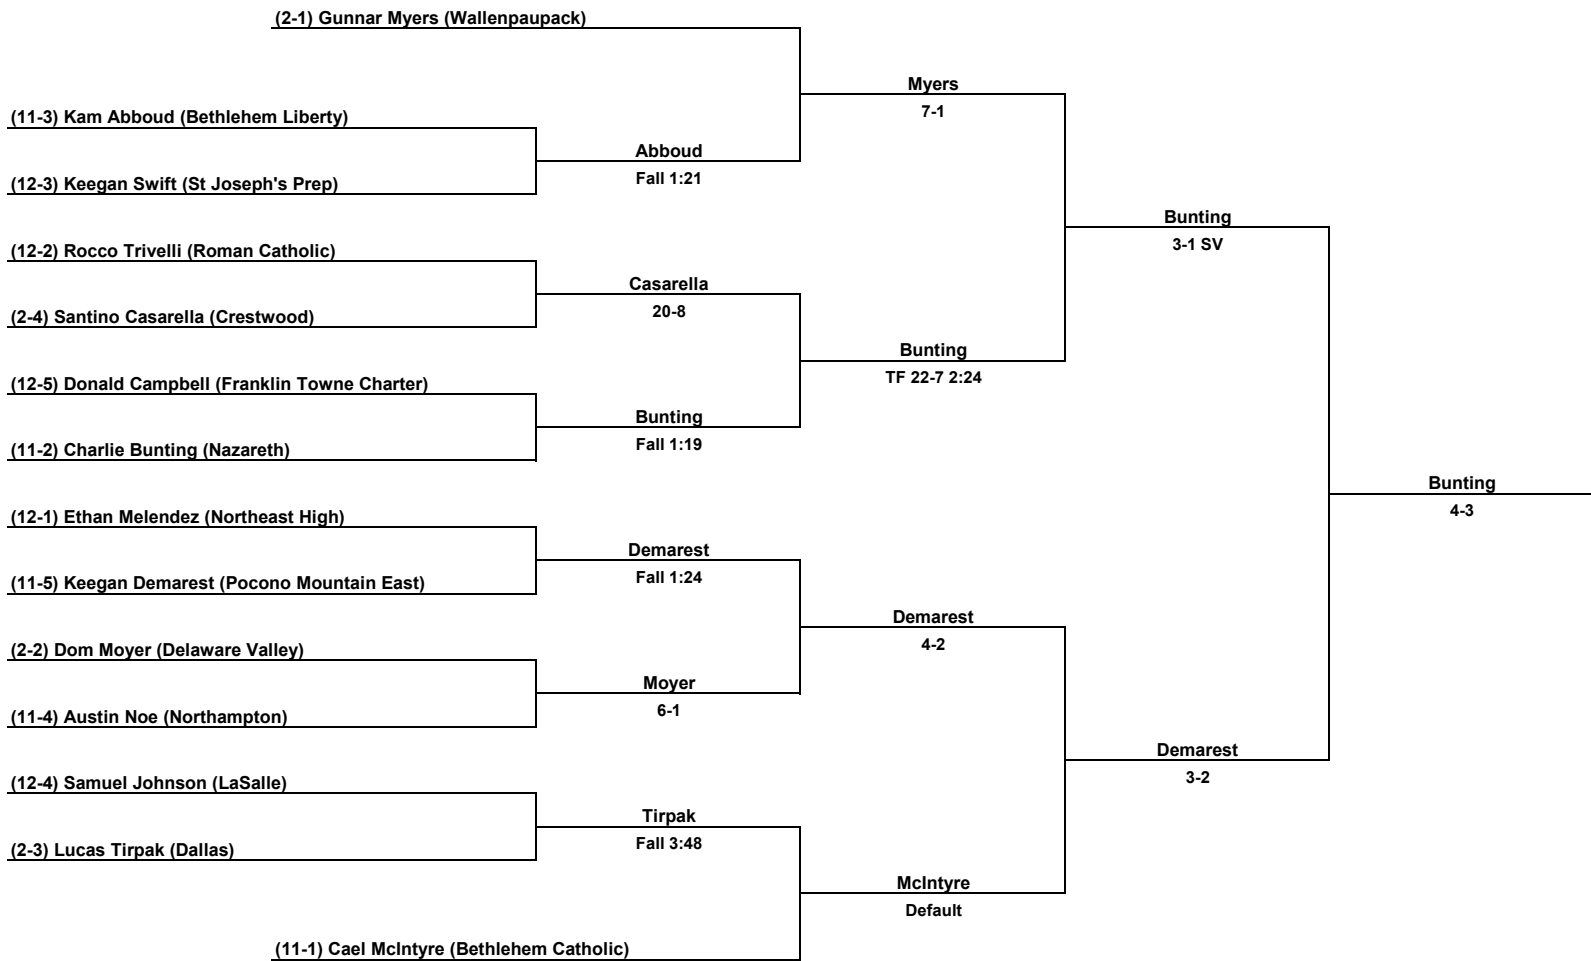 (2-1) Gunnar Myers (Wallenpaupack)
Myers
7-1
(11-3) Kam Abboud (Bethlehem Liberty)
Abboud
Fall 1:21
(12-3) Keegan Swift (St Joseph's Prep)
Bunting
3-1 SV
(12-2) Rocco Trivelli (Roman Catholic)
Casarella
20-8
(2-4) Santino Casarella (Crestwood)
Bunting
TF 22-7 2:24
(12-5) Donald Campbell (Franklin Towne Charter)
Bunting
Fall 1:19
(11-2) Charlie Bunting (Nazareth)
Bunting
4-3
(12-1) Ethan Melendez (Northeast High)
Demarest
Fall 1:24
(11-5) Keegan Demarest (Pocono Mountain East)
Demarest
4-2
(2-2) Dom Moyer (Delaware Valley)
Moyer
6-1
(11-4) Austin Noe (Northampton)
Demarest
3-2
(12-4) Samuel Johnson (LaSalle)
Tirpak
Fall 3:48
(2-3) Lucas Tirpak (Dallas)
McIntyre
Default
(11-1) Cael McIntyre (Bethlehem Catholic)